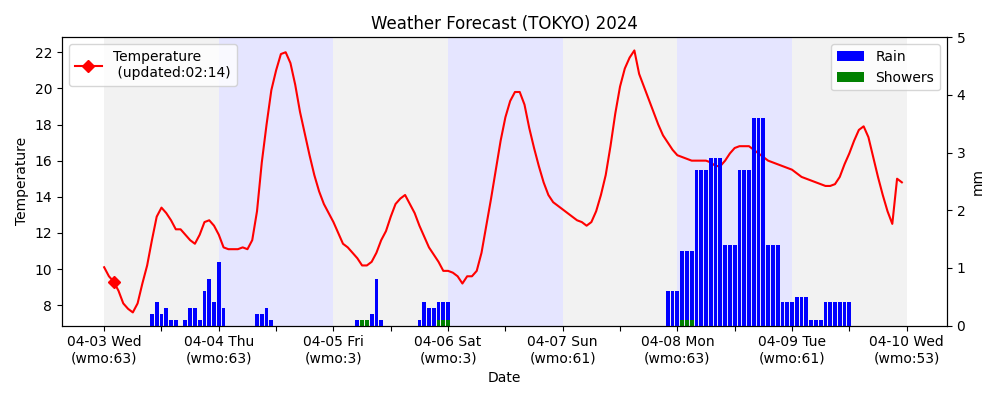 Weather Forecast (TOKYO) 2024
Temperature
(updated:02:14)
Rain
Showers
Temperature
22
20
18
16
14
12
10
8
5
4
3
2
1
0
mm
04-03 Wed
(wmo:63)
04-04 Thu
(wmo:63)
04-05 Fri
(wmo:3)
04-06 Sat
(wmo:3)
04-07 Sun
(wmo:61)
04-08 Mon
(wmo:63)
04-09 Tue
(wmo:61)
04-10 Wed
(wmo:53)
Date